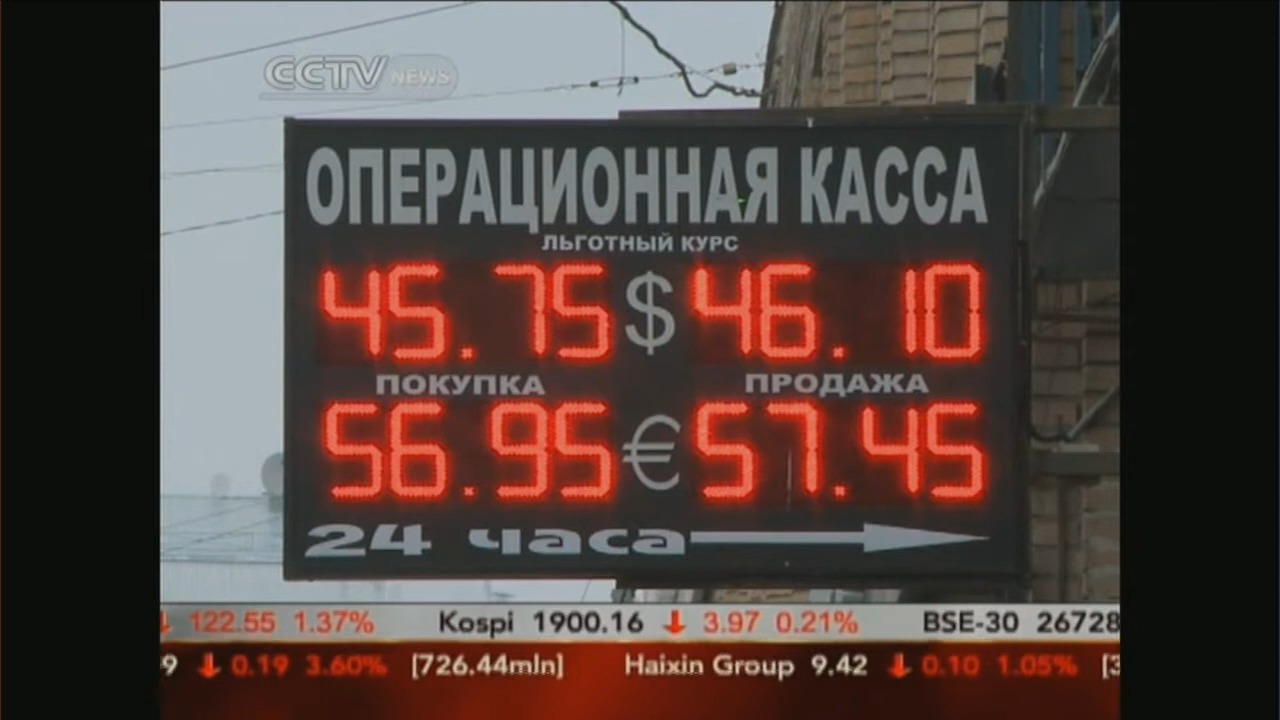 CCTV NEWS
ОПЕРАЦИОННАЯ КАССА
ЛЬГОТНЫЙ КУРС
45.75 $ 46.10
ПОКУПКА ПРОДАЖА
56.95 € 57.45
24 часа
122.55 1.37% Kospi 1900.16 3.97 0.21% BSE-30 26728
9 0.19 3.60% [726.44mln] Haixin Group 9.42 0.10 1.05% [3